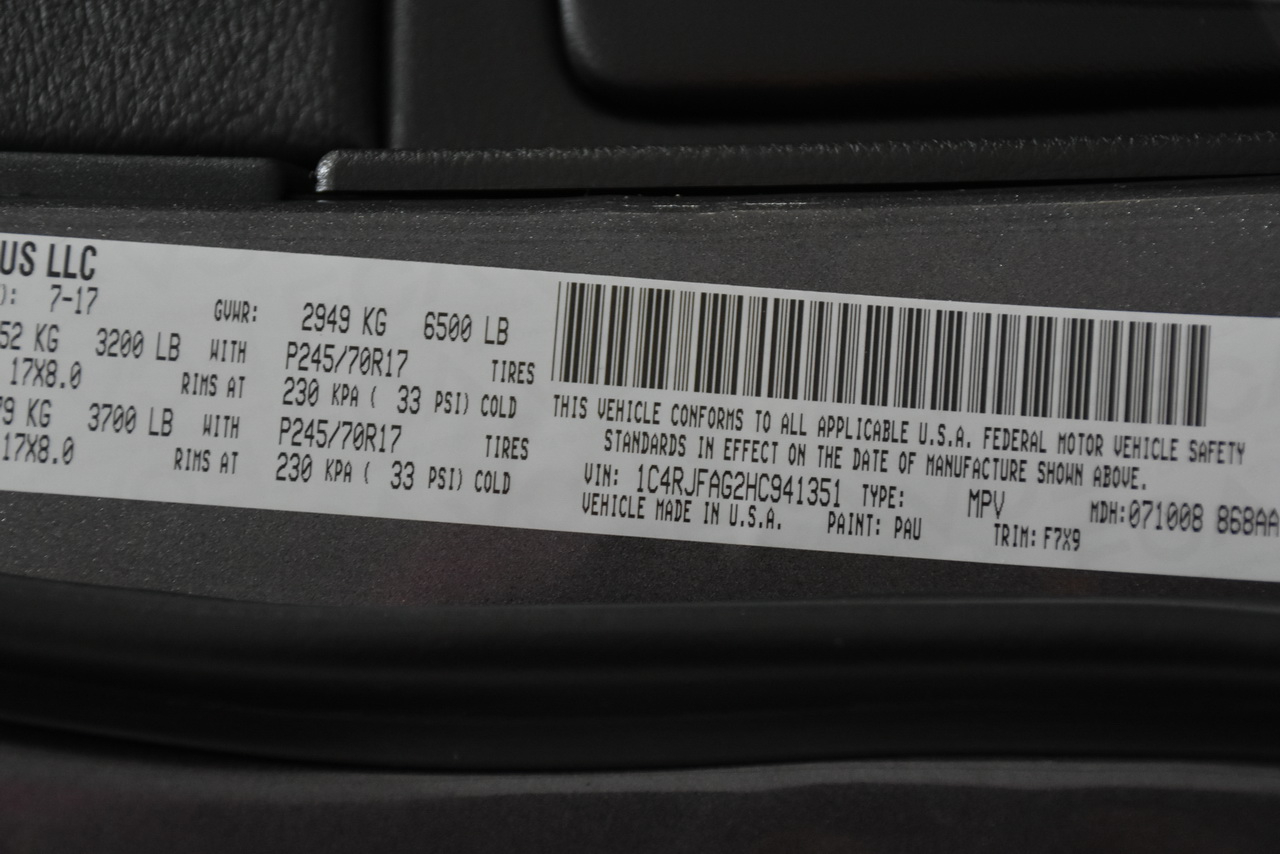 US LLC
): 7-17 GVWR: 2949 KG 6500 LB
52 KG 3200 LB WITH P245/70R17 TIRES
17X8.0 RIMS AT 230 KPA ( 33 PSI) COLD
79 KG 3700 LB WITH P245/70R17 TIRES
17X8.0 RIMS AT 230 KPA ( 33 PSI) COLD
THIS VEHICLE CONFORMS TO ALL APPLICABLE U.S.A. FEDERAL MOTOR VEHICLE SAFETY
STANDARDS IN EFFECT ON THE DATE OF MANUFACTURE SHOWN ABOVE.
VIN: 1C4RJFAG2HC941351 TYPE: MPV MDH:071008 868AA
VEHICLE MADE IN U.S.A. PAINT: PAU TRIM: F7X9